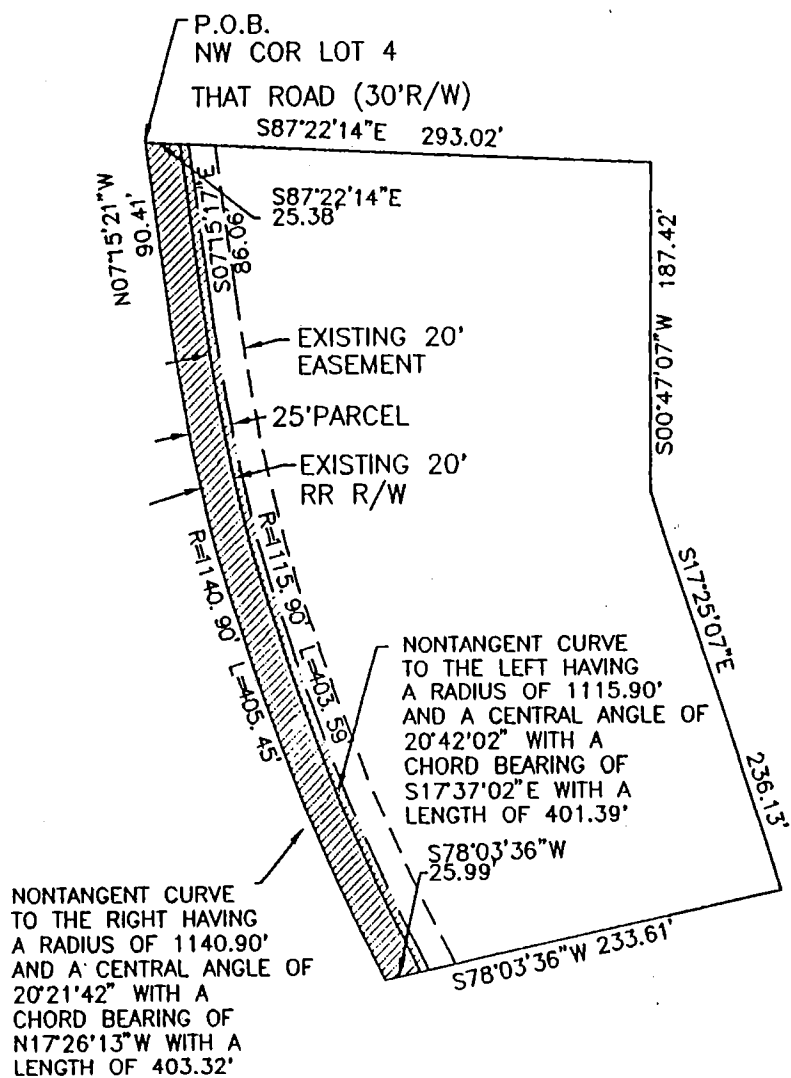 P.O.B.
NW COR LOT 4
THAT ROAD (30'R/W)
S87°22'14"E 293.02'
S87°22'14"E
25.38'
N07°15'21"W
90.41'
S07°15'17"E
86.06'
S00°47'07"W 187.42'
EXISTING 20'
EASEMENT
25'PARCEL
EXISTING 20'
RR R/W
R=1140.90' L=405.45'
R=1115.90' L=403.59
S17°25'07"E
236.13'
NONTANGENT CURVE
TO THE LEFT HAVING
A RADIUS OF 1115.90'
AND A CENTRAL ANGLE OF
20°42'02" WITH A
CHORD BEARING OF
S17°37'02"E WITH A
LENGTH OF 401.39'
S78°03'36"W
25.99'
S78°03'36"W 233.61'
NONTANGENT CURVE
TO THE RIGHT HAVING
A RADIUS OF 1140.90'
AND A CENTRAL ANGLE OF
20°21'42" WITH A
CHORD BEARING OF
N17°26'13"W WITH A
LENGTH OF 403.32'